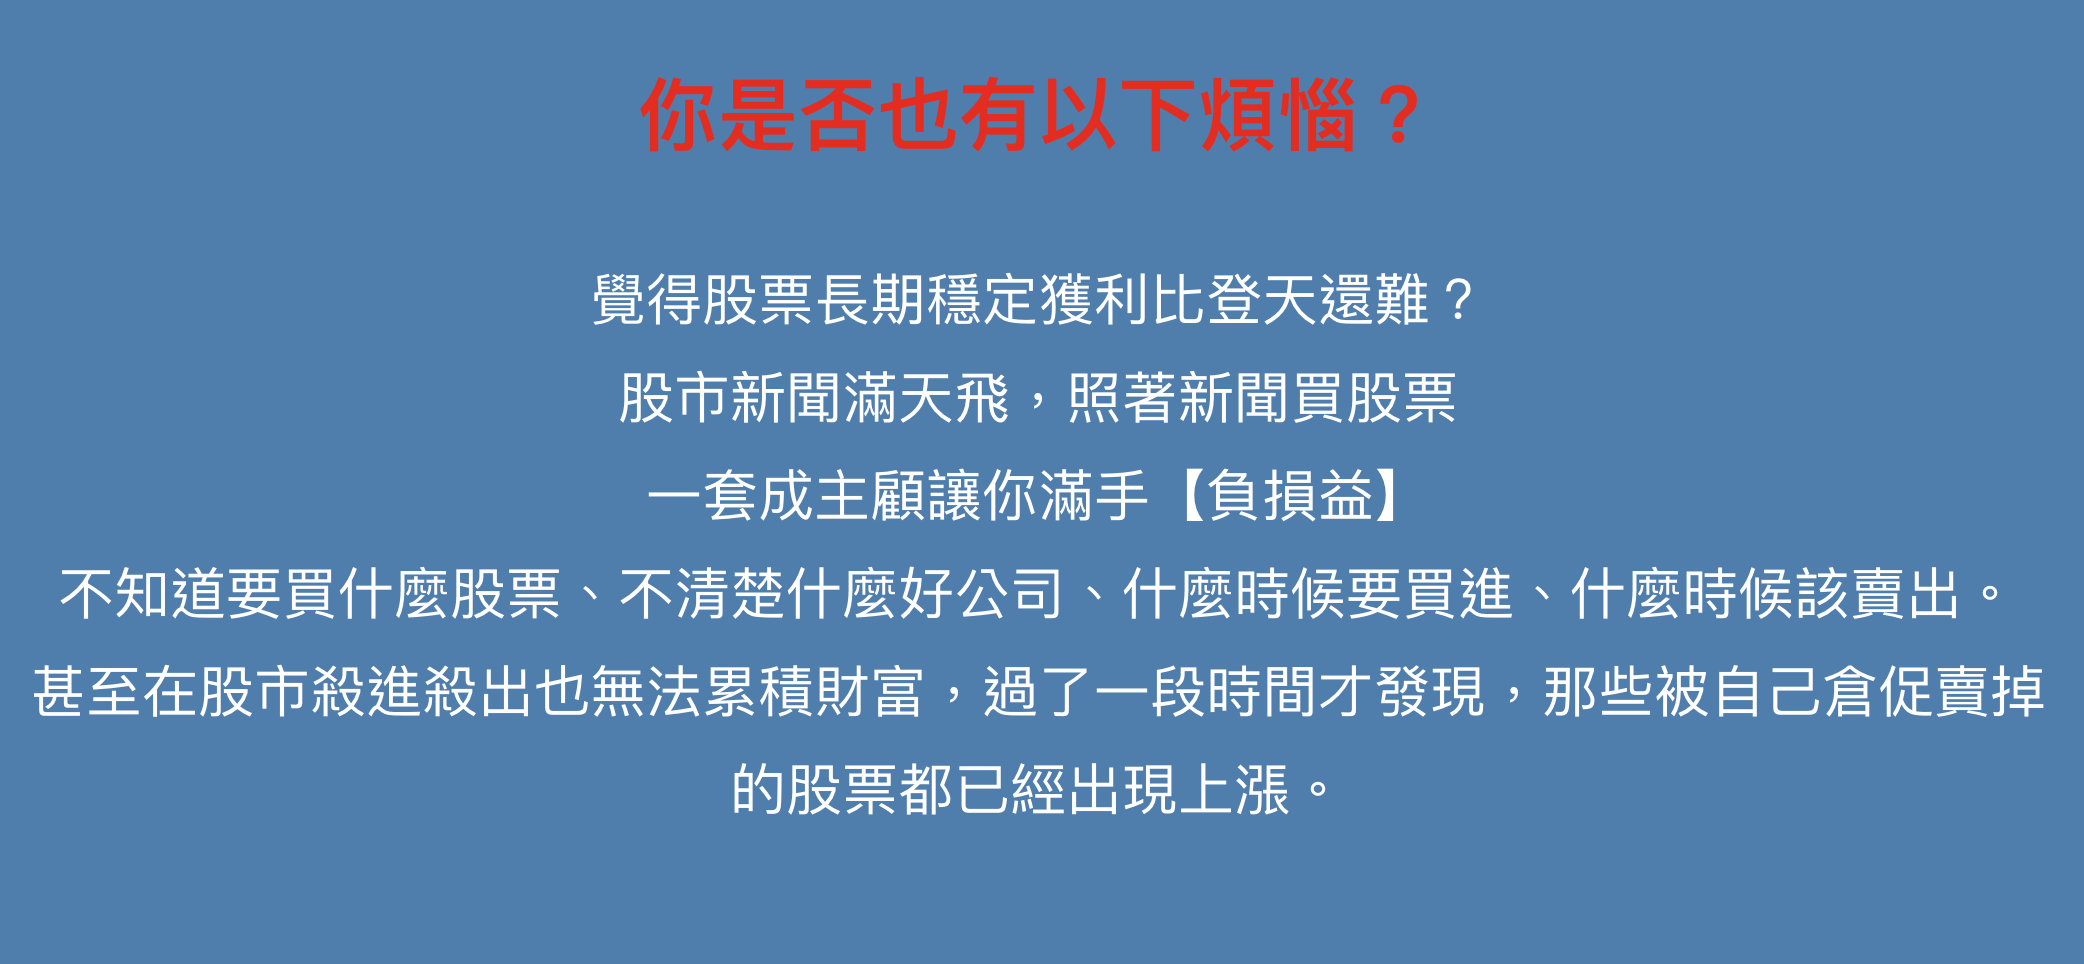 你是否也有以下煩惱？
覺得股票長期穩定獲利比登天還難？
股市新聞滿天飛，照著新聞買股票
一套成主顧讓你滿手【負損益】
不知道要買什麼股票、不清楚什麼好公司、什麼時候要買進、什麼時候該賣出。
甚至在股市殺進殺出也無法累積財富，過了一段時間才發現，那些被自己倉促賣掉
的股票都已經出現上漲。